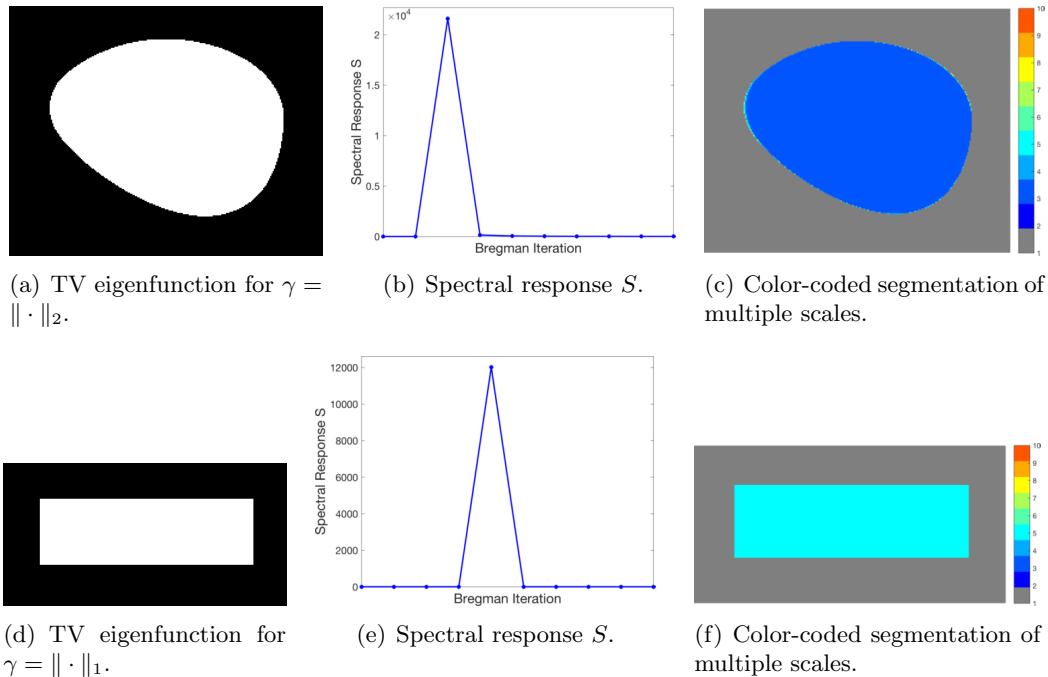 ×10⁴
2
1.5
1
0.5
0
Spectral Response S
Bregman Iteration
10
9
8
7
6
5
4
3
2
1
(a) TV eigenfunction for γ =
‖ · ‖₂.
(b) Spectral response S.
(c) Color-coded segmentation of
multiple scales.
12000
10000
8000
6000
4000
2000
0
Spectral Response S
Bregman Iteration
10
9
8
7
6
5
4
3
2
1
(d) TV eigenfunction for
γ = ‖ · ‖₁.
(e) Spectral response S.
(f) Color-coded segmentation of
multiple scales.